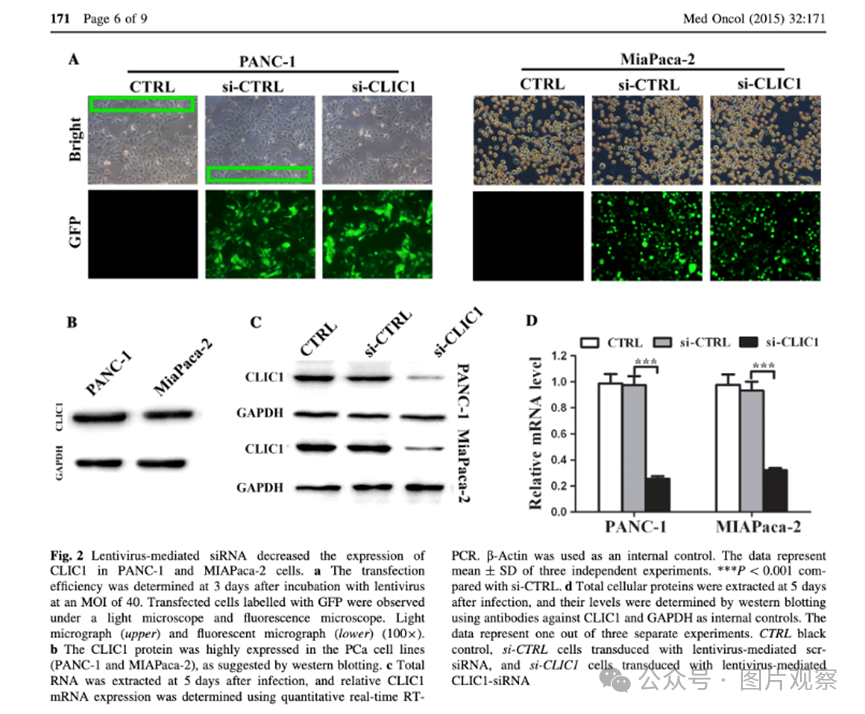 171 Page 6 of 9
Med Oncol (2015) 32:171
A
PANC-1
CTRL si-CTRL si-CLIC1
Bright
GFP
MiaPaca-2
CTRL si-CTRL si-CLIC1
B
PANC-1 MiaPaca-2
CLIC1
GAPDH
C
CTRL si-CTRL si-CLIC1
CLIC1
GAPDH
PANC-1
CLIC1
GAPDH
MiaPaca-2
D
CTRL si-CTRL si-CLIC1
Relative mRNA level
1.2
1.0
0.8
0.6
0.4
0.2
0.0
*** ***
PANC-1 MIAPaca-2
Fig. 2 Lentivirus-mediated siRNA decreased the expression of
CLIC1 in PANC-1 and MIAPaca-2 cells. a The transfection
efficiency was determined at 3 days after incubation with lentivirus
at an MOI of 40. Transfected cells labelled with GFP were observed
under a light microscope and fluorescence microscope. Light
micrograph (upper) and fluorescent micrograph (lower) (100×).
b The CLIC1 protein was highly expressed in the PCa cell lines
(PANC-1 and MIAPaca-2), as suggested by western blotting. c Total
RNA was extracted at 5 days after infection, and relative CLIC1
mRNA expression was determined using quantitative real-time RT-
PCR. β-Actin was used as an internal control. The data represent
mean ± SD of three independent experiments. ***P < 0.001 com-
pared with si-CTRL. d Total cellular proteins were extracted at 5 days
after infection, and their levels were determined by western blotting
using antibodies against CLIC1 and GAPDH as internal controls. The
data represent one out of three separate experiments. CTRL black
control, si-CTRL cells transduced with lentivirus-mediated scr-
siRNA, and si-CLIC1 cells transduced with lentivirus-mediated
CLIC1-siRNA
公众号 · 图片观察